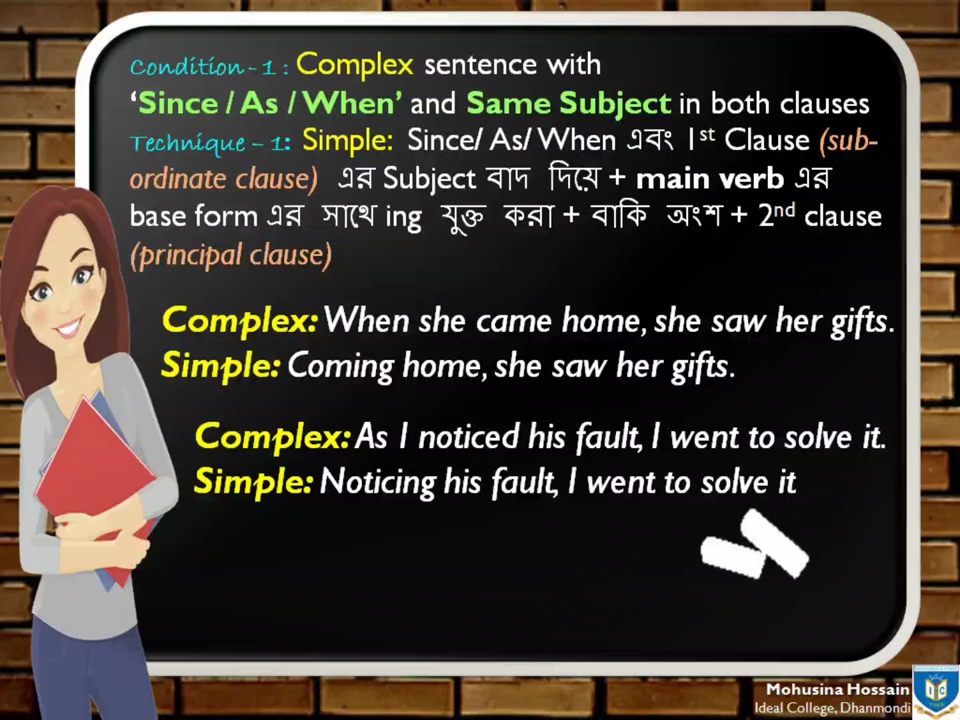 Condition - 1 : Complex sentence with
‘Since / As / When’ and Same Subject in both clauses
Technique – 1: Simple: Since/ As/ When এবং 1st Clause (sub-
ordinate clause) এর Subject বাদ দিয়ে + main verb এর
base form এর সাথে ing যুক্ত করা + বাকি অংশ + 2nd clause
(principal clause)
Complex: When she came home, she saw her gifts.
Simple: Coming home, she saw her gifts.
Complex: As I noticed his fault, I went to solve it.
Simple: Noticing his fault, I went to solve it
Mohusina Hossain
Ideal College, Dhanmondi